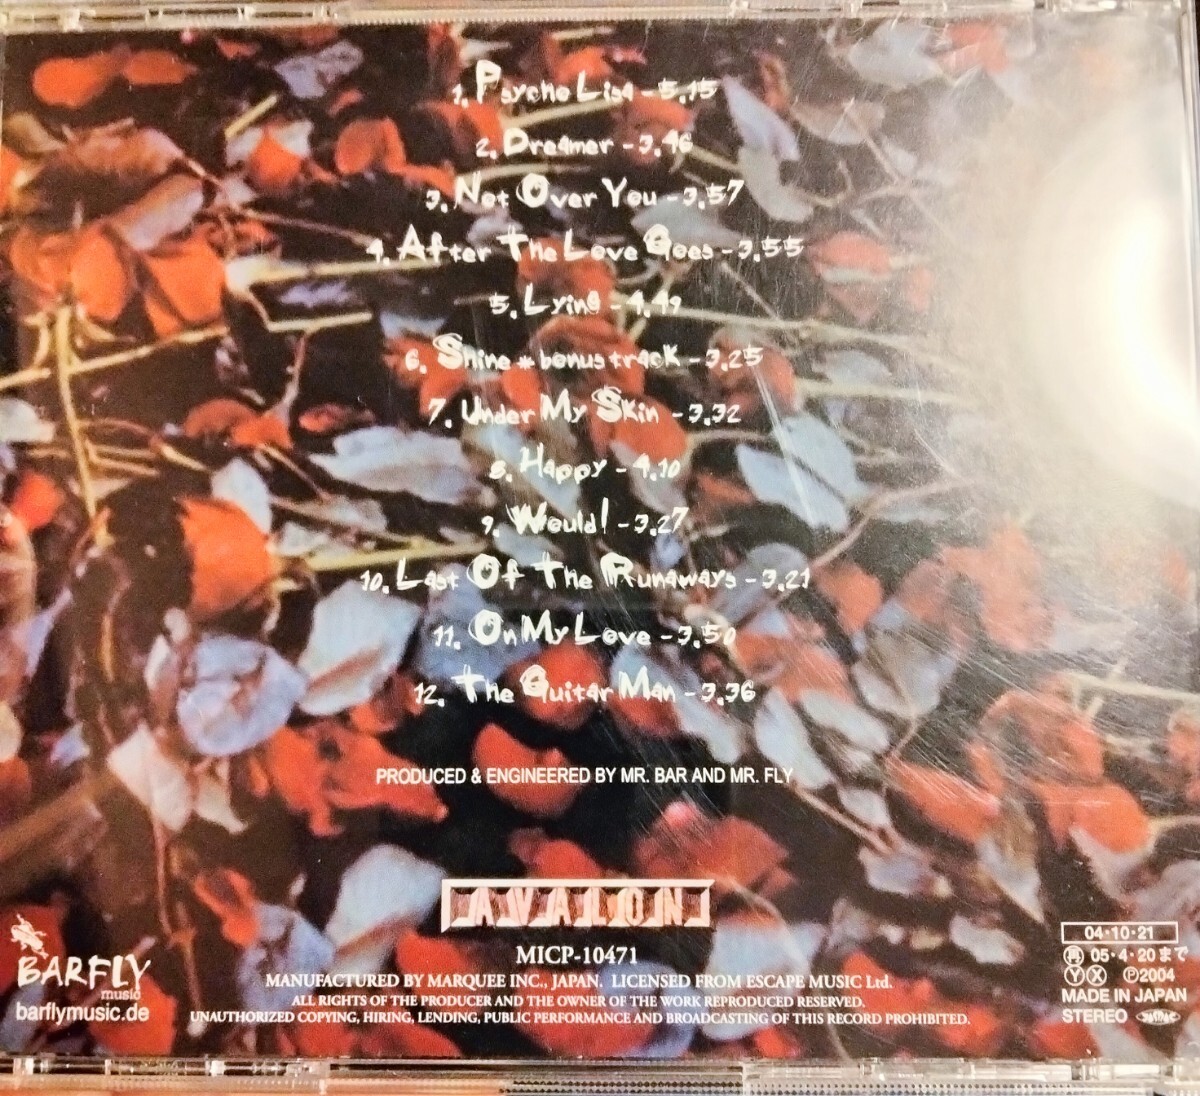 1. Psycho Lisa - 5.15
2. Dreamer - 3.46
3. Not Over You - 3.57
4. After The Love Goes - 3.55
5. Lying - 4.49
6. Shine * bonus track - 3.25
7. Under My Skin - 3.32
8. Happy - 4.10
9. Would! - 3.27
10. Last Of The Runaways - 3.21
11. On My Love - 3.50
12. The Guitar Man - 3.36
PRODUCED & ENGINEERED BY MR. BAR AND MR. FLY
AVALON
MICP-10471
MANUFACTURED BY MARQUEE INC., JAPAN. LICENSED FROM ESCAPE MUSIC Ltd.
ALL RIGHTS OF THE PRODUCER AND THE OWNER OF THE WORK REPRODUCED RESERVED.
UNAUTHORIZED COPYING, HIRING, LENDING, PUBLIC PERFORMANCE AND BROADCASTING OF THIS RECORD PROHIBITED.
BARFLY
music
barflymusic.de
04・10・21
再 05・4・20まで
Y X ℗2004
MADE IN JAPAN
STEREO